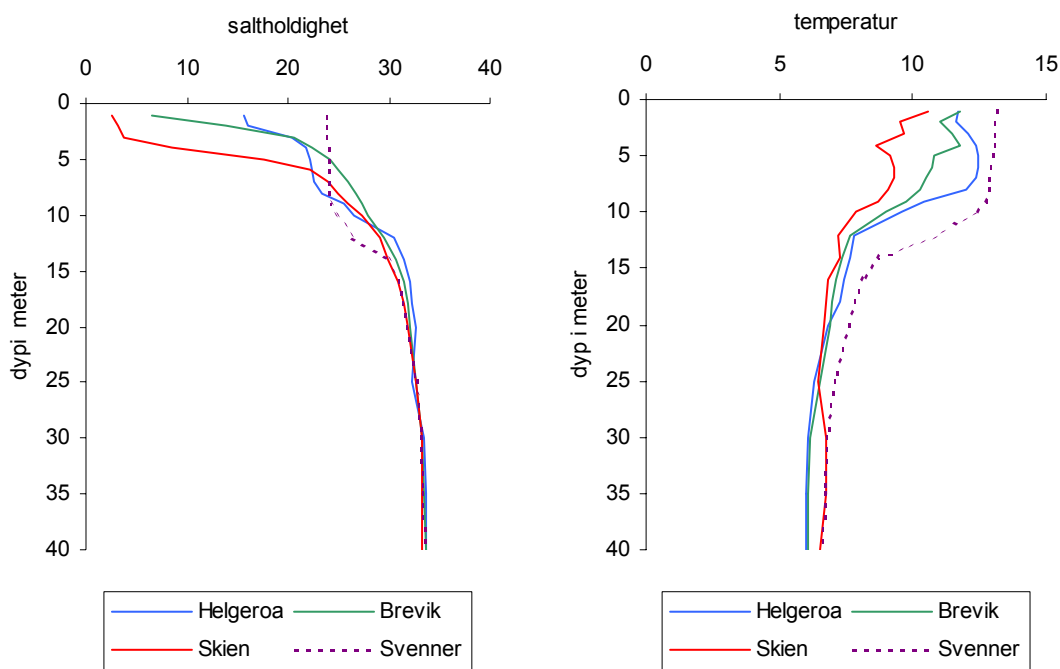 saltholdighet
0 10 20 30 40
0
5
10
15
20
25
30
35
40
dypi meter
Helgeroa Brevik
Skien Svenner
temperatur
0 5 10 15
0
5
10
15
20
25
30
35
40
dyp i meter
Helgeroa Brevik
Skien Svenner